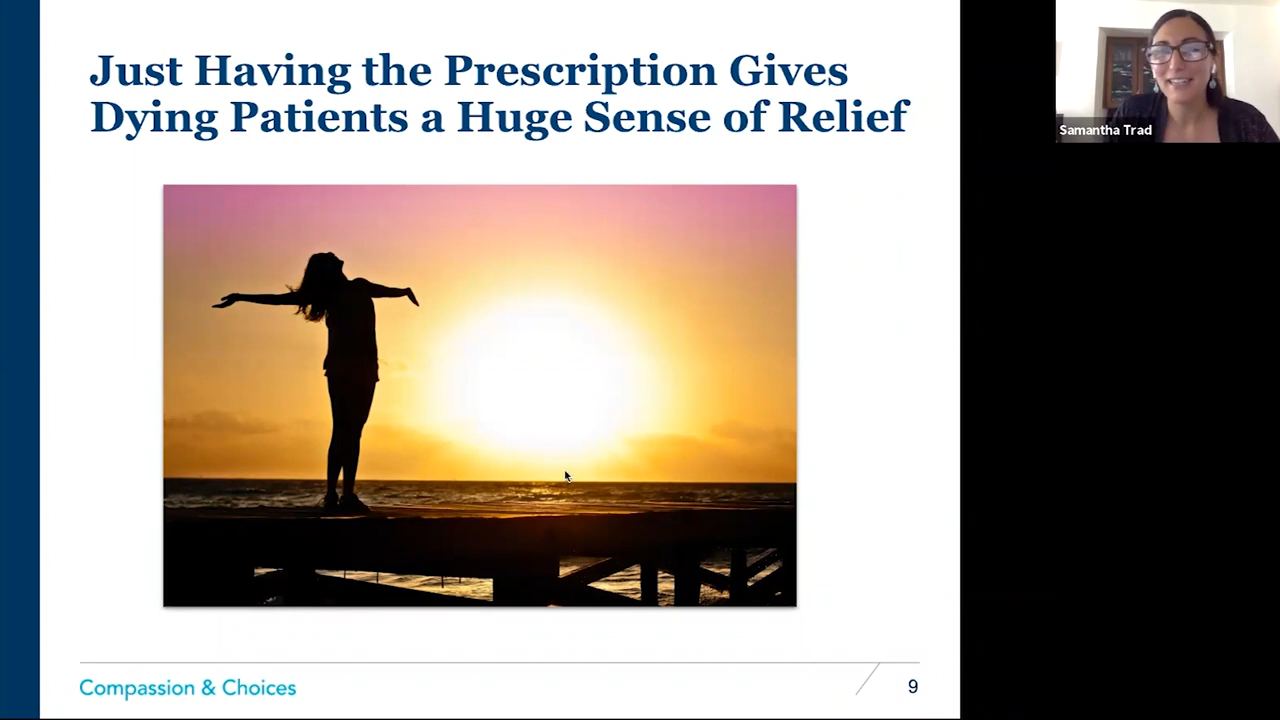 Just Having the Prescription Gives
Dying Patients a Huge Sense of Relief
Samantha Trad
Compassion & Choices
9